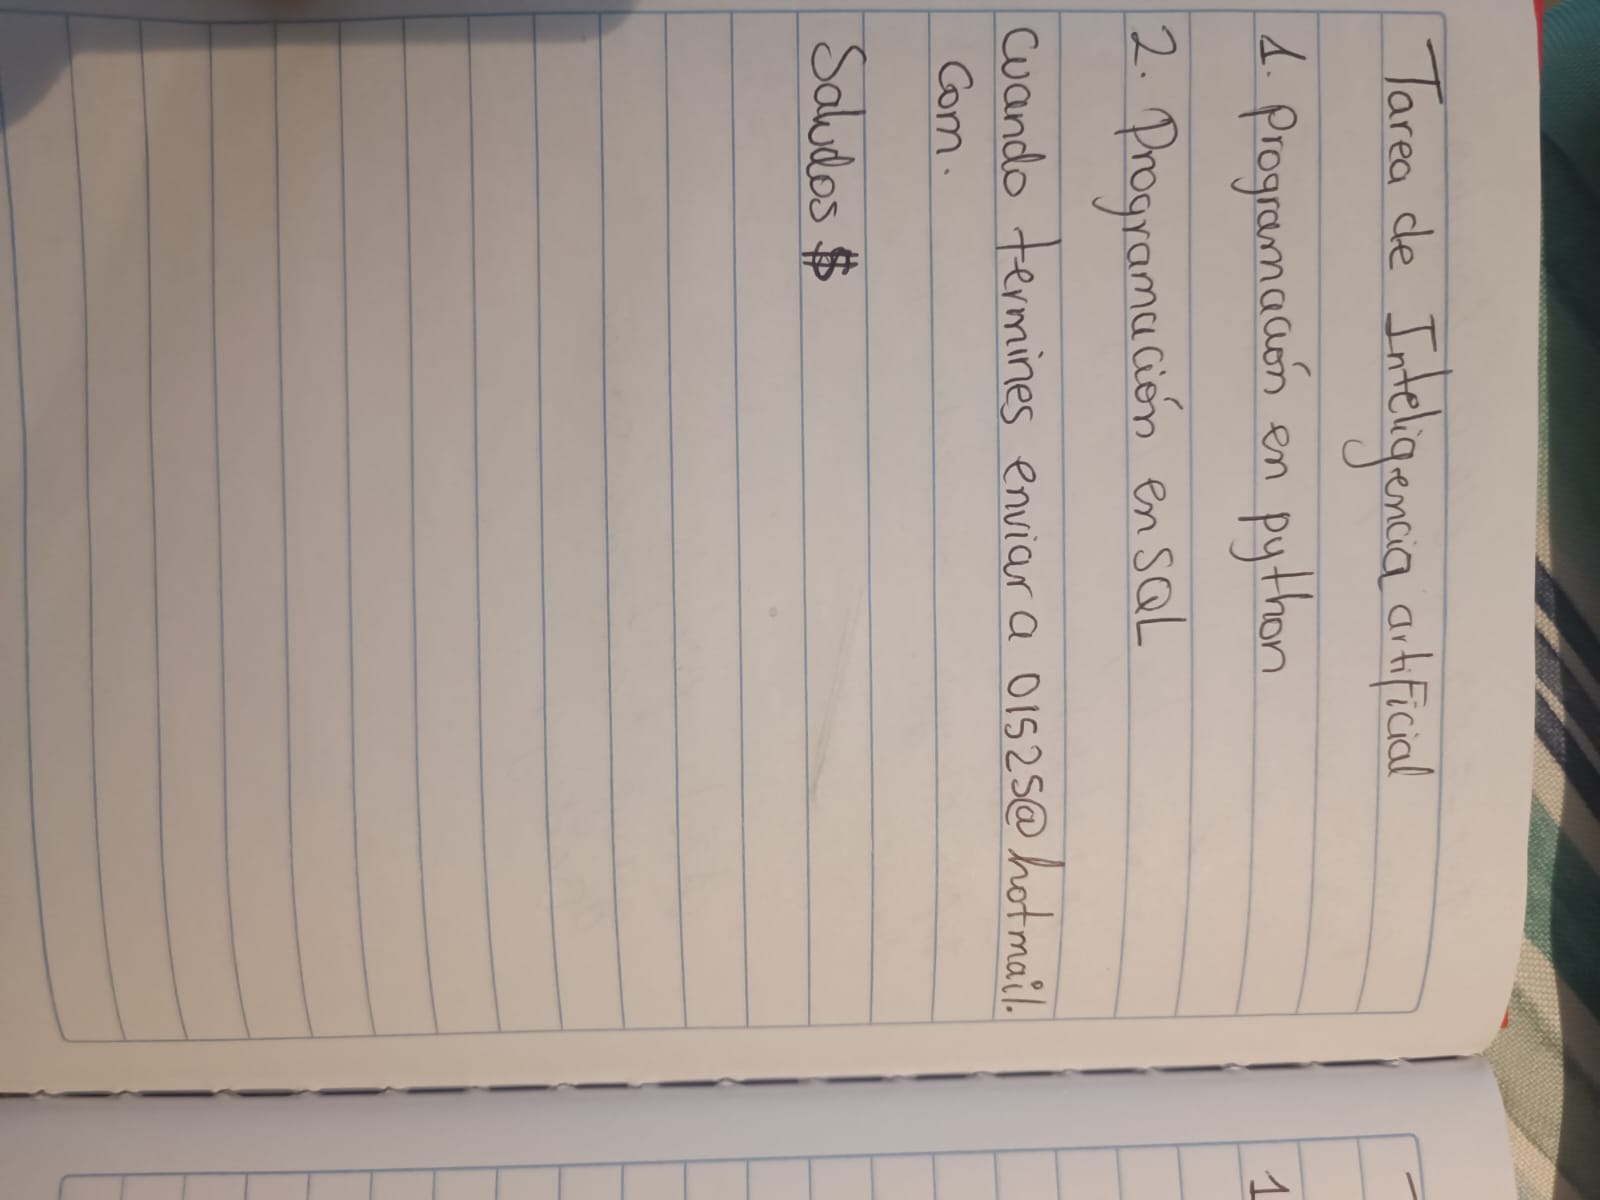 Tarea de Inteligencia artificial
1. Programación en python
2. Programación en SQL
cuando termines enviar a 01525@hotmail.
Com.
Saludos $
1